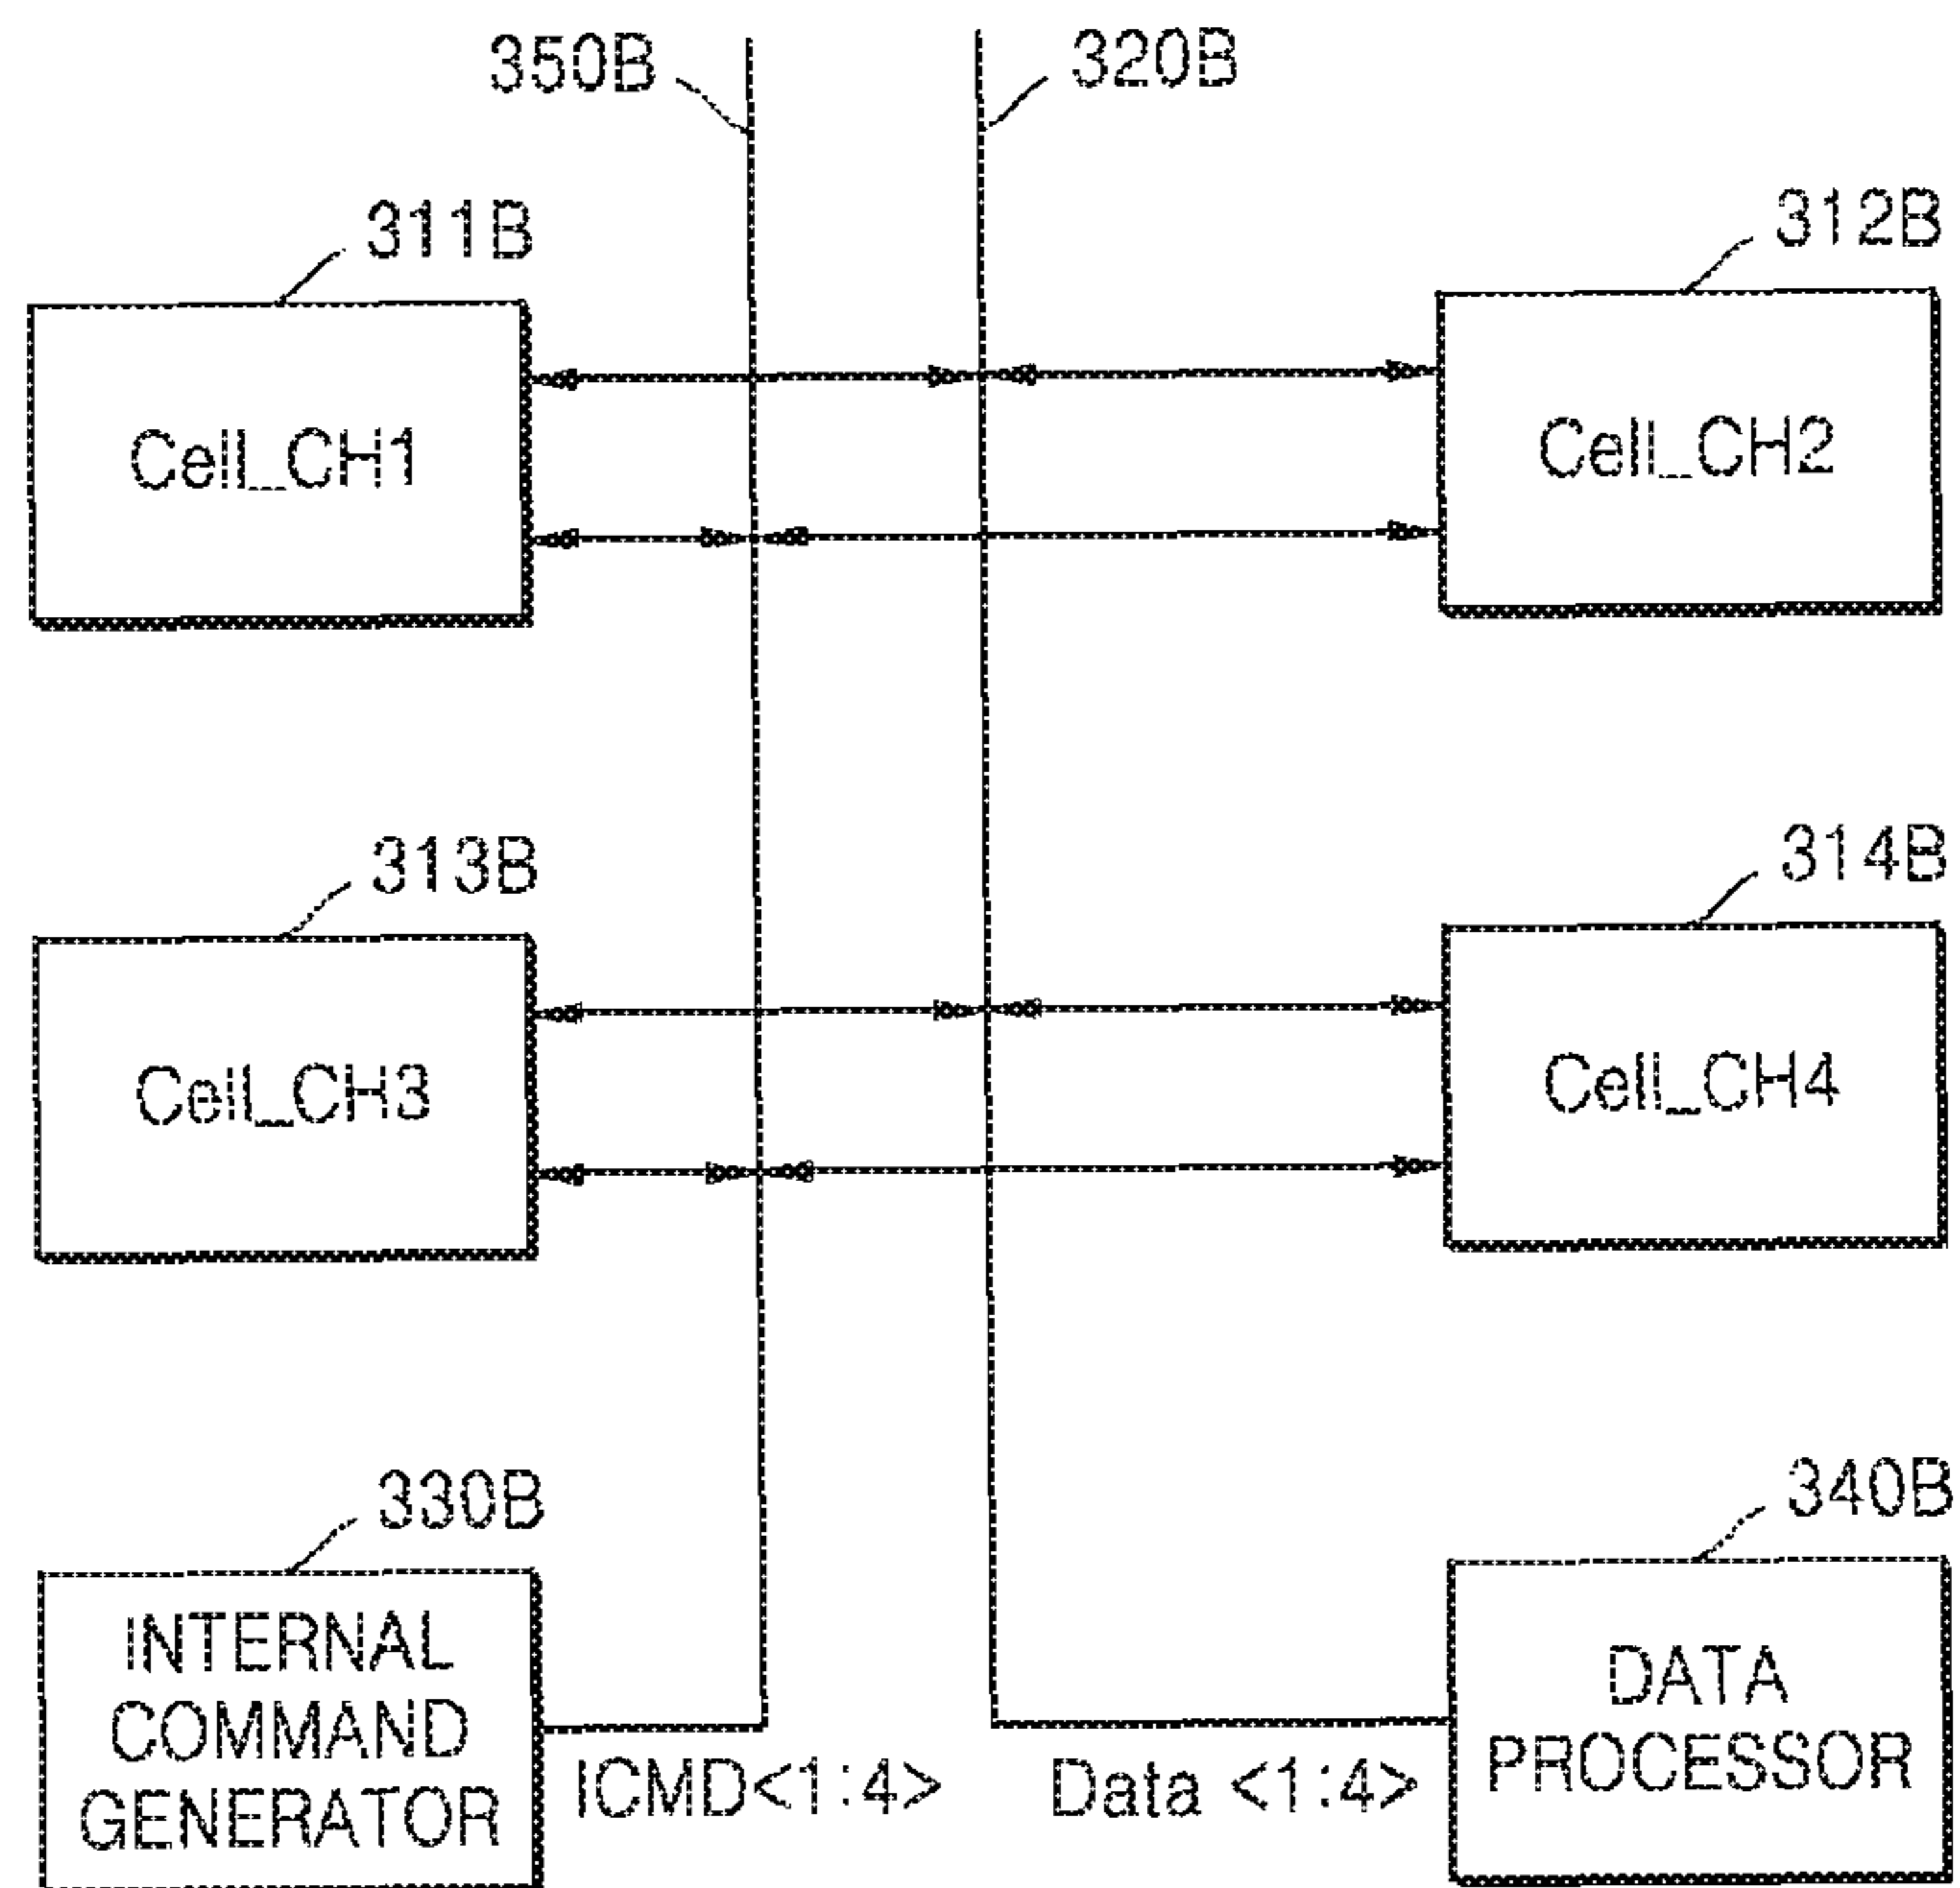 350B
320B
311B
312B
Cell_CH1
Cell_CH2
313B
314B
Cell_CH3
Cell_CH4
330B
340B
INTERNAL
COMMAND
GENERATOR
DATA
PROCESSOR
ICMD<1:4>
Data <1:4>